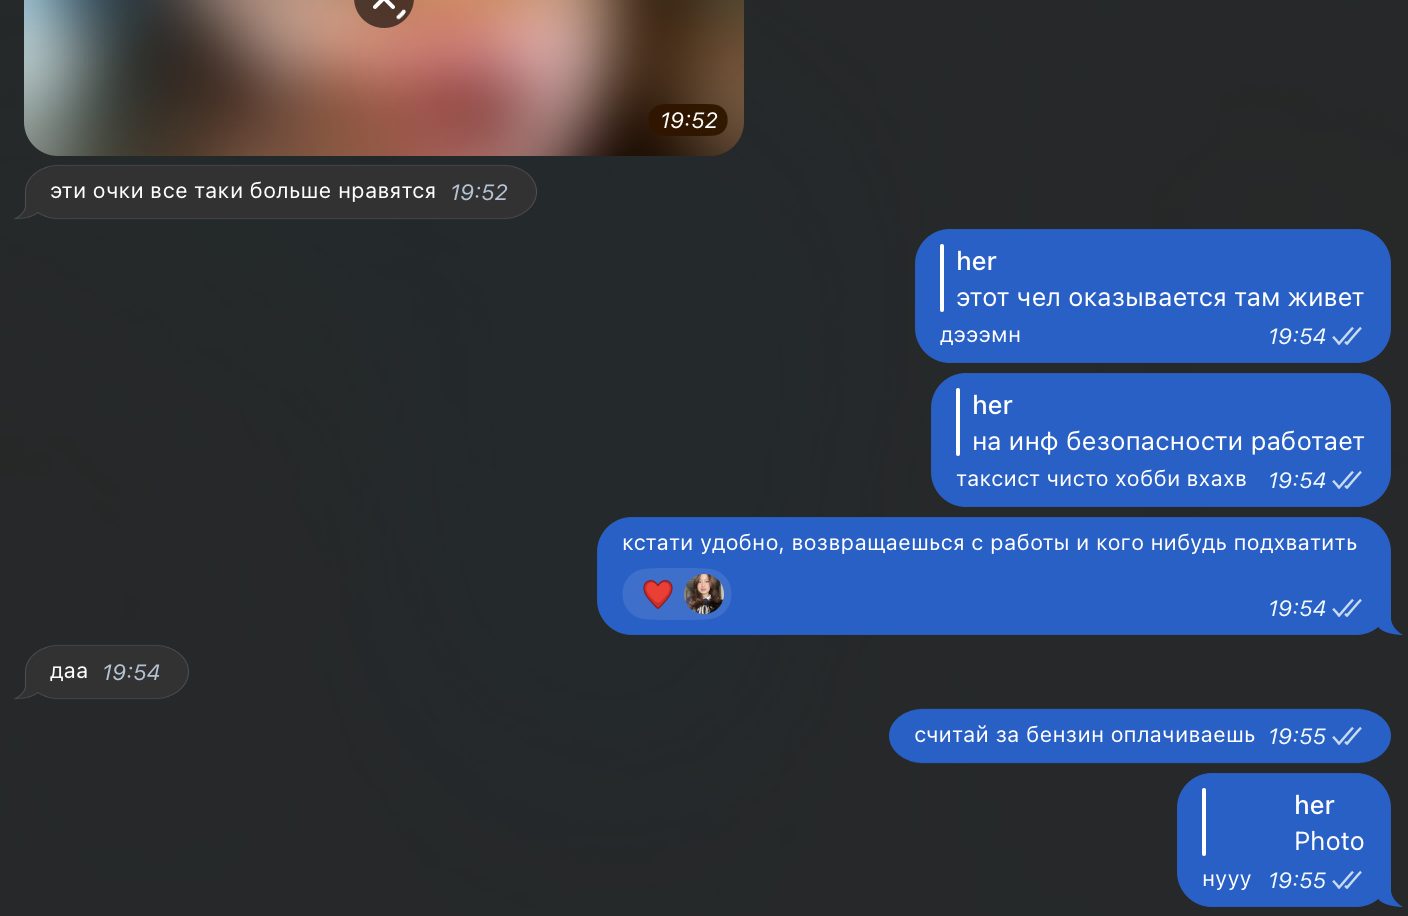 19:52
эти очки все таки больше нравятся 19:52
her
этот чел оказывается там живет
дэээмн 19:54
her
на инф безопасности работает
таксист чисто хобби вхахв 19:54
кстати удобно, возвращаешься с работы и кого нибудь подхватить
19:54
даа 19:54
считай за бензин оплачиваешь 19:55
her
Photo
нууу 19:55